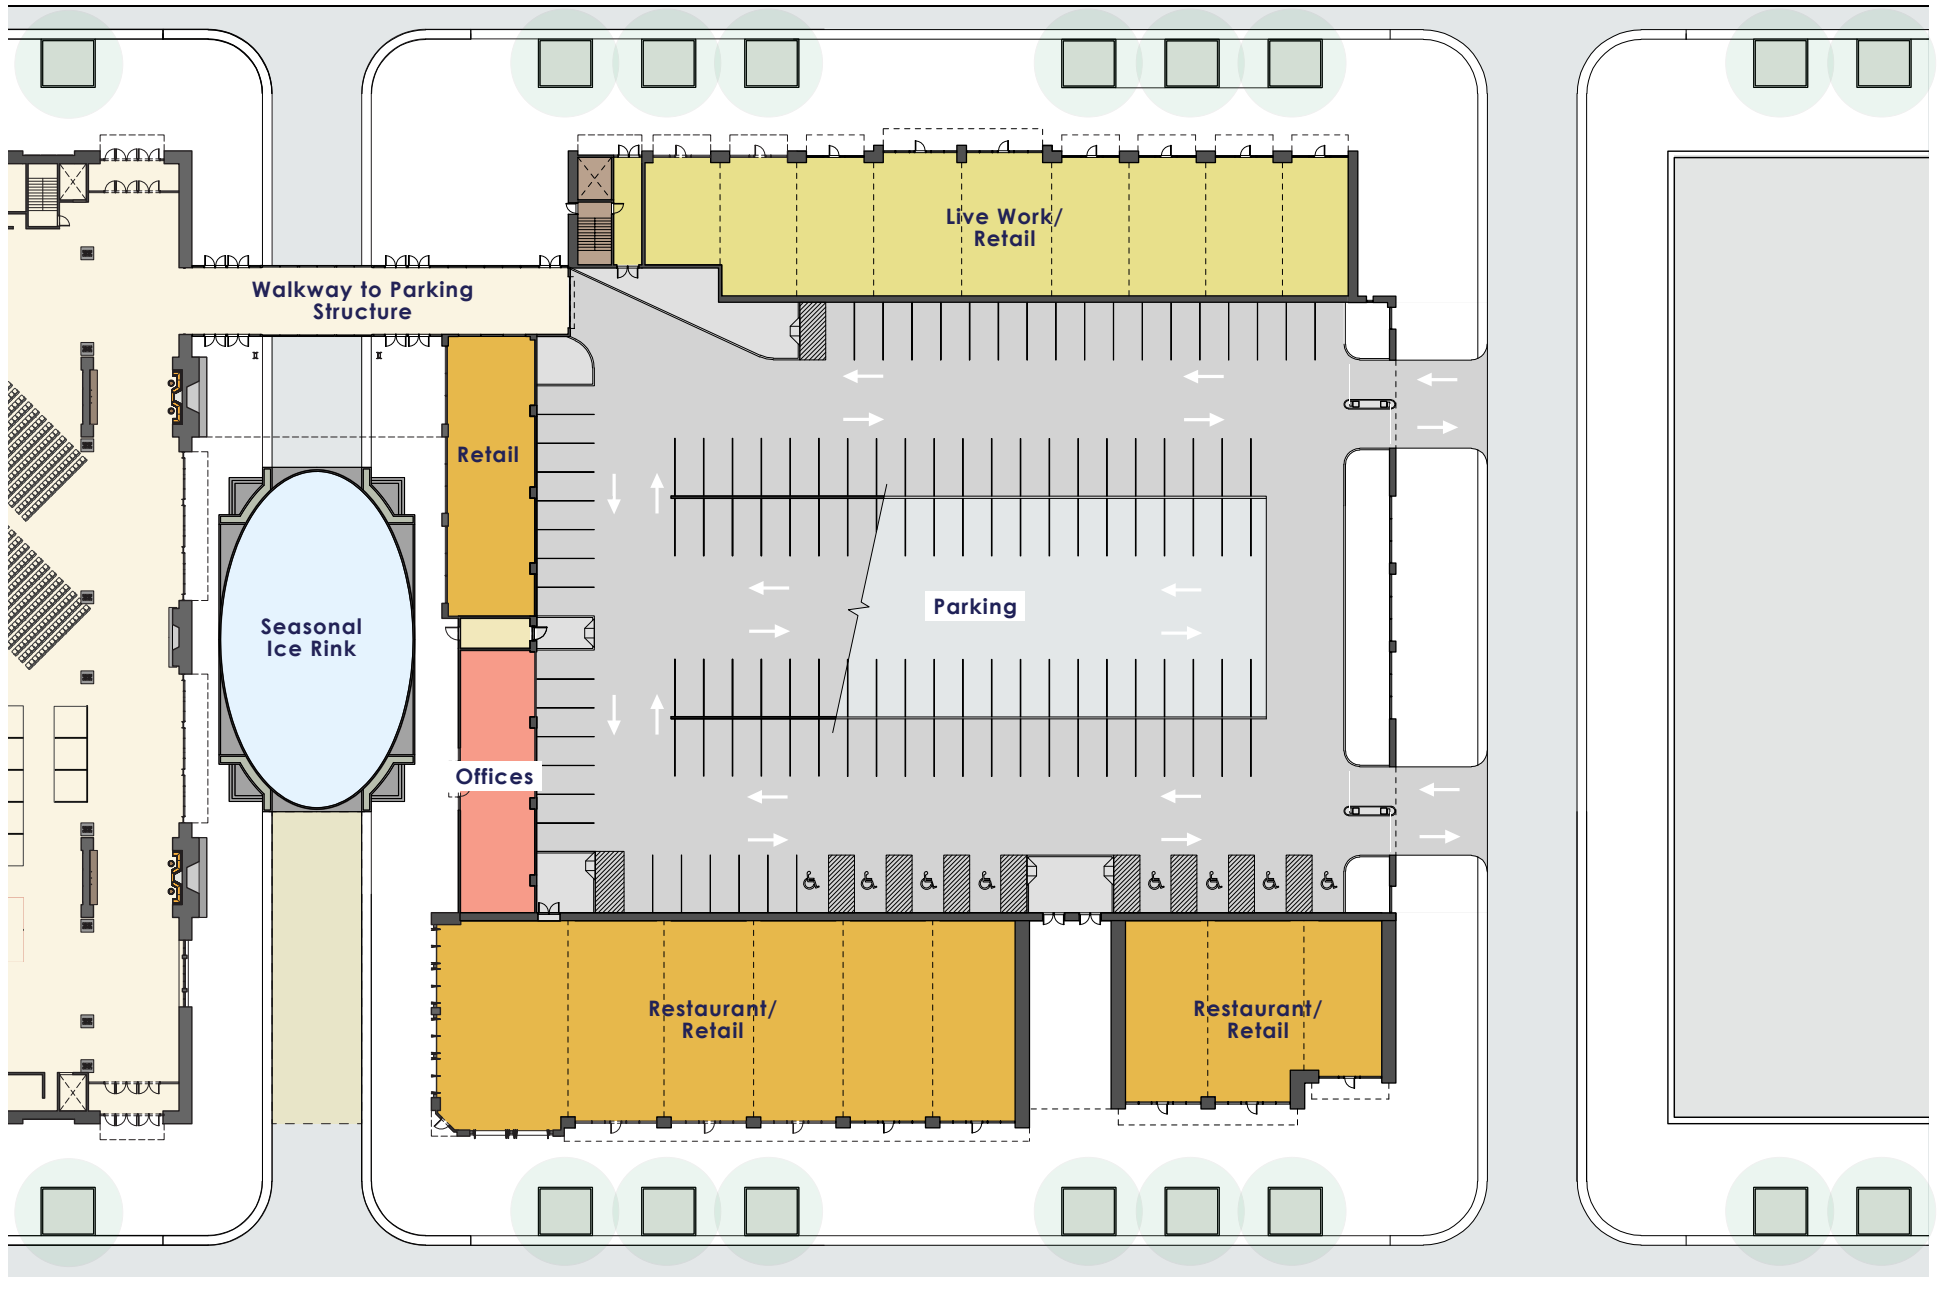 Live Work/
Retail
Walkway to Parking
Structure
Retail
Parking
Seasonal
Ice Rink
Offices
Restaurant/
Retail
Restaurant/
Retail